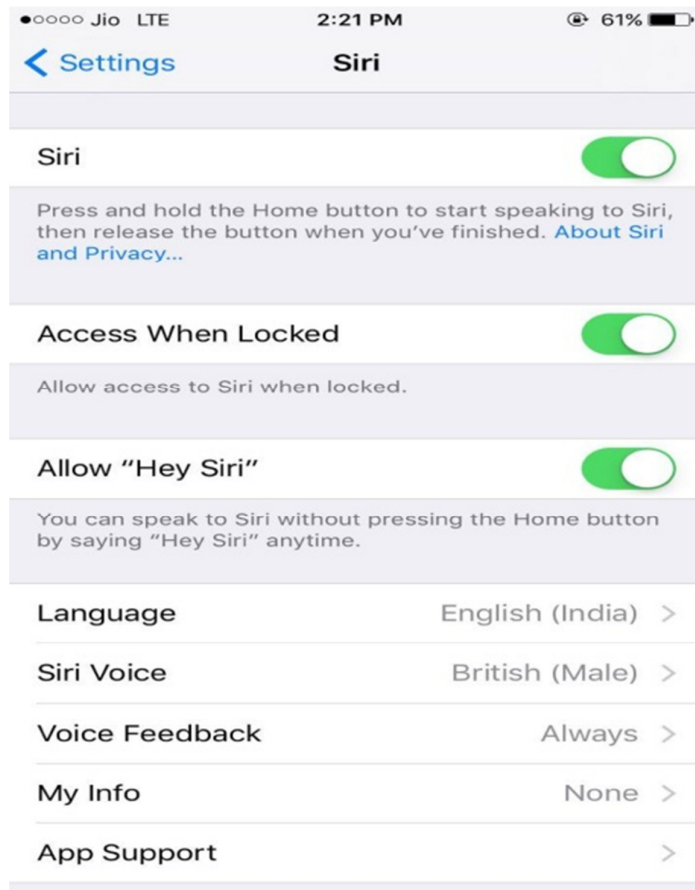 Jio LTE 2:21 PM 61%
Settings Siri
Siri
Press and hold the Home button to start speaking to Siri,
then release the button when you’ve finished. About Siri
and Privacy...
Access When Locked
Allow access to Siri when locked.
Allow “Hey Siri”
You can speak to Siri without pressing the Home button
by saying “Hey Siri” anytime.
Language English (India)
Siri Voice British (Male)
Voice Feedback Always
My Info None
App Support